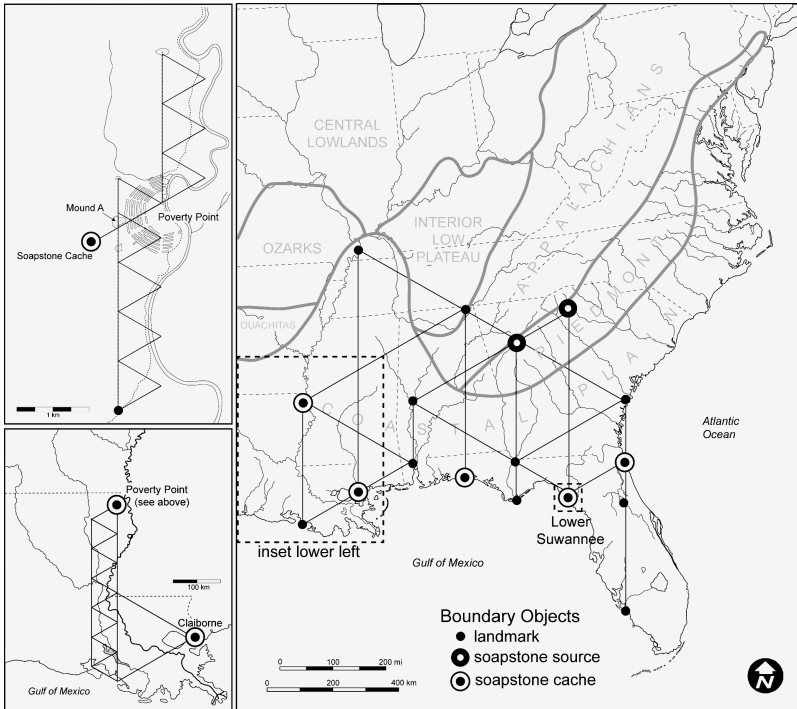 Mound A
Poverty Point
Soapstone Cache
1 km
Poverty Point
(see above)
100 km
Claiborne
Gulf of Mexico
CENTRAL
LOWLANDS
OZARKS
INTERIOR
LOW
PLATEAU
OUACHITAS
APPALACHIANS
PIEDMONT
COASTAL PLAIN
Atlantic
Ocean
inset lower left
Lower
Suwannee
Gulf of Mexico
Boundary Objects
landmark
soapstone source
soapstone cache
0 100 200 mi
0 200 400 km
N